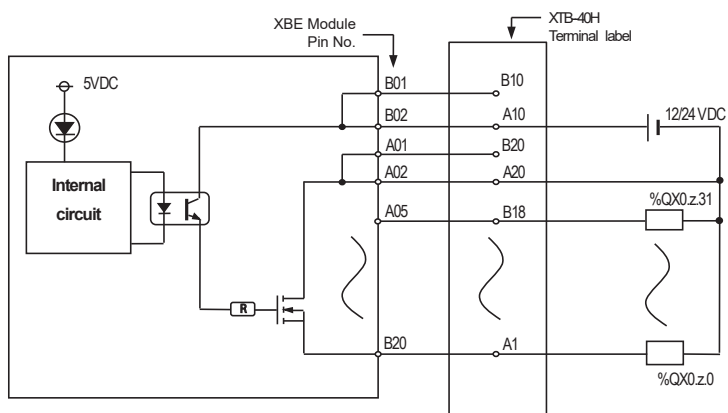 XBE Module
Pin No.
XTB-40H
Terminal label
5VDC
B01
B10
B02
A10
12/24 VDC
A01
B20
A02
A20
Internal
circuit
%QX0.z.31
A05
B18
R
B20
A1
%QX0.z.0